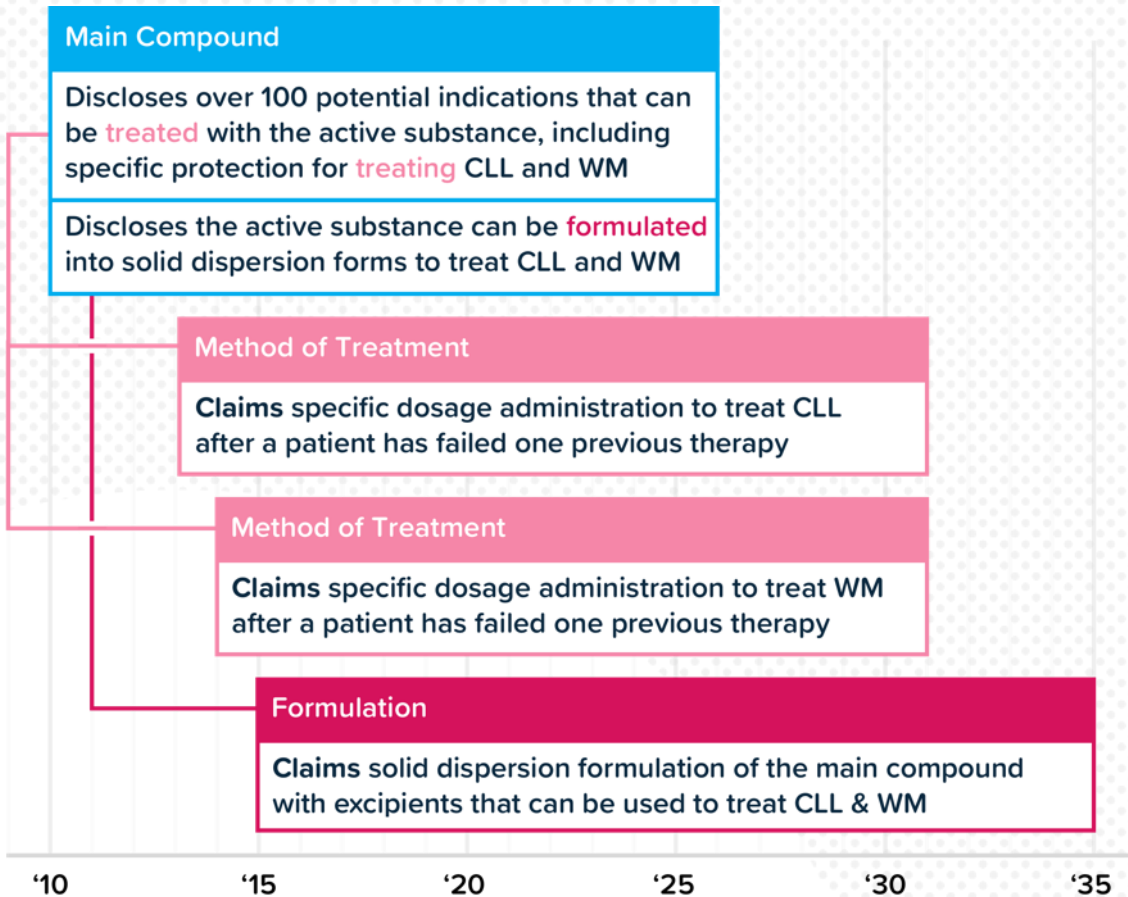 Main Compound
Discloses over 100 potential indications that can
be treated with the active substance, including
specific protection for treating CLL and WM
Discloses the active substance can be formulated
into solid dispersion forms to treat CLL and WM
Method of Treatment
Claims specific dosage administration to treat CLL
after a patient has failed one previous therapy
Method of Treatment
Claims specific dosage administration to treat WM
after a patient has failed one previous therapy
Formulation
Claims solid dispersion formulation of the main compound
with excipients that can be used to treat CLL & WM
‘10 ‘15 ‘20 ‘25 ‘30 ‘35